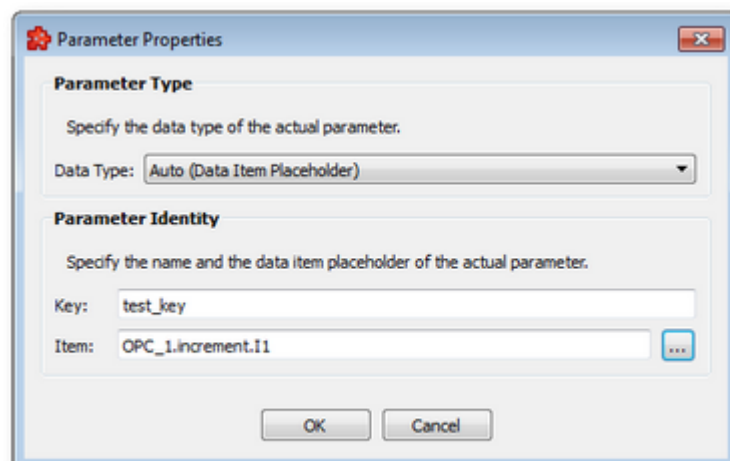 Parameter Properties
Parameter Type
Specify the data type of the actual parameter.
Data Type: Auto (Data Item Placeholder)
Parameter Identity
Specify the name and the data item placeholder of the actual parameter.
Key: test_key
Item: OPC_1.increment.I1 ...
OK Cancel